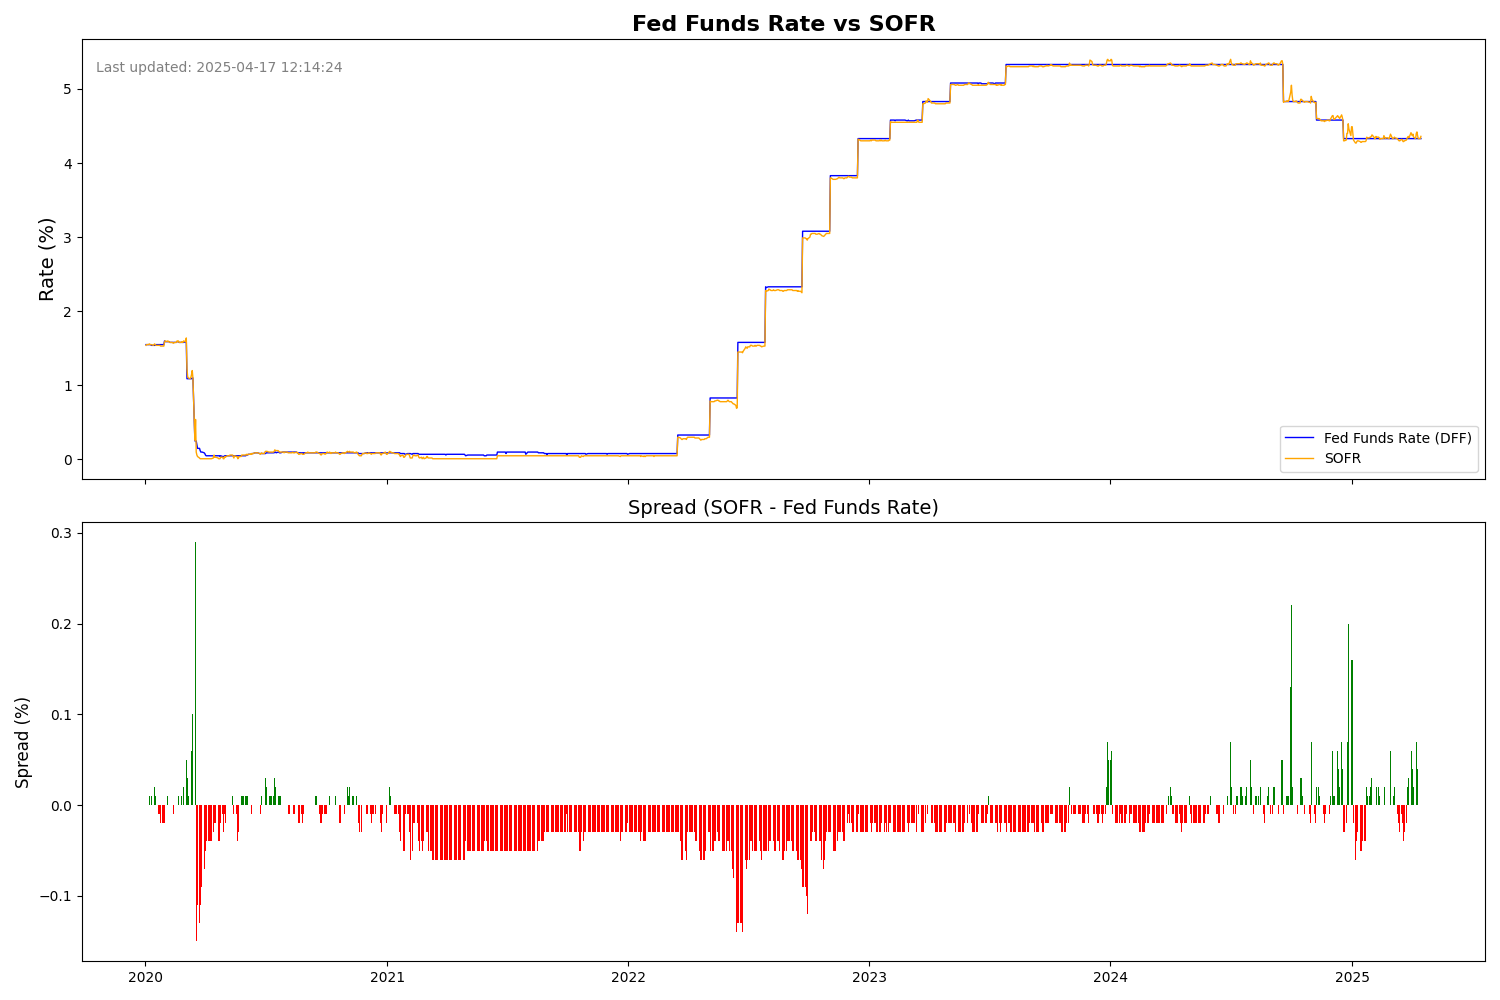 Fed Funds Rate vs SOFR
Last updated: 2025-04-17 12:14:24
Rate (%)
5
4
3
2
1
0
Fed Funds Rate (DFF)
SOFR
Spread (SOFR - Fed Funds Rate)
Spread (%)
0.3
0.2
0.1
0.0
−0.1
2020 2021 2022 2023 2024 2025